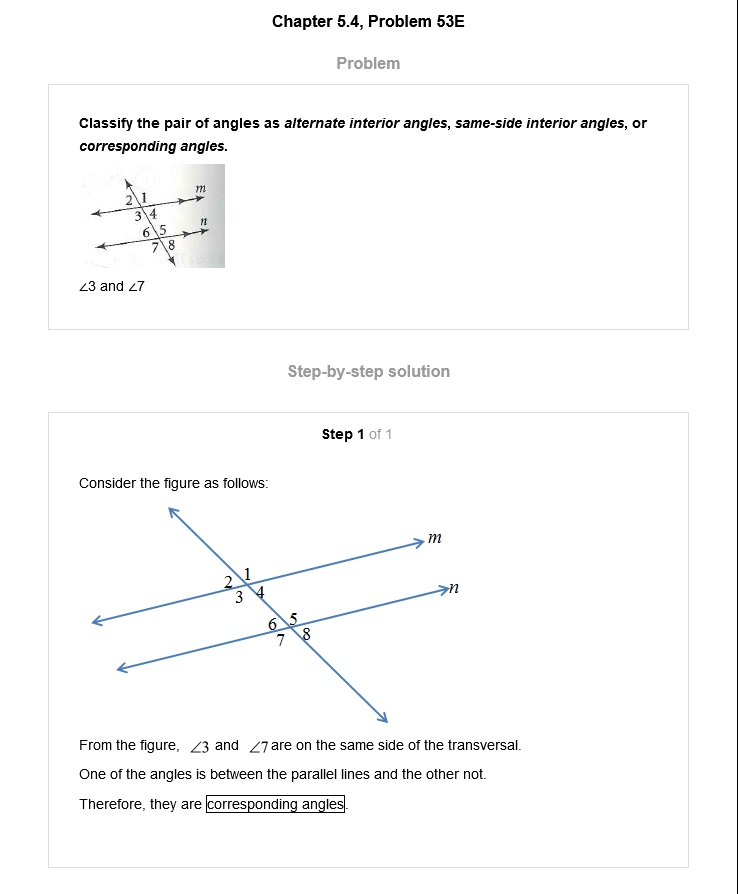 Chapter 5.4, Problem 53E
Problem
Classify the pair of angles as alternate interior angles, same-side interior angles, or
corresponding angles.
m
2 1
3 4
n
6 5
7 8
∠3 and ∠7
Step-by-step solution
Step 1 of 1
Consider the figure as follows:
m
2 1
3 4
n
6 5
7 8
From the figure, ∠3 and ∠7 are on the same side of the transversal.
One of the angles is between the parallel lines and the other not.
Therefore, they are corresponding angles.